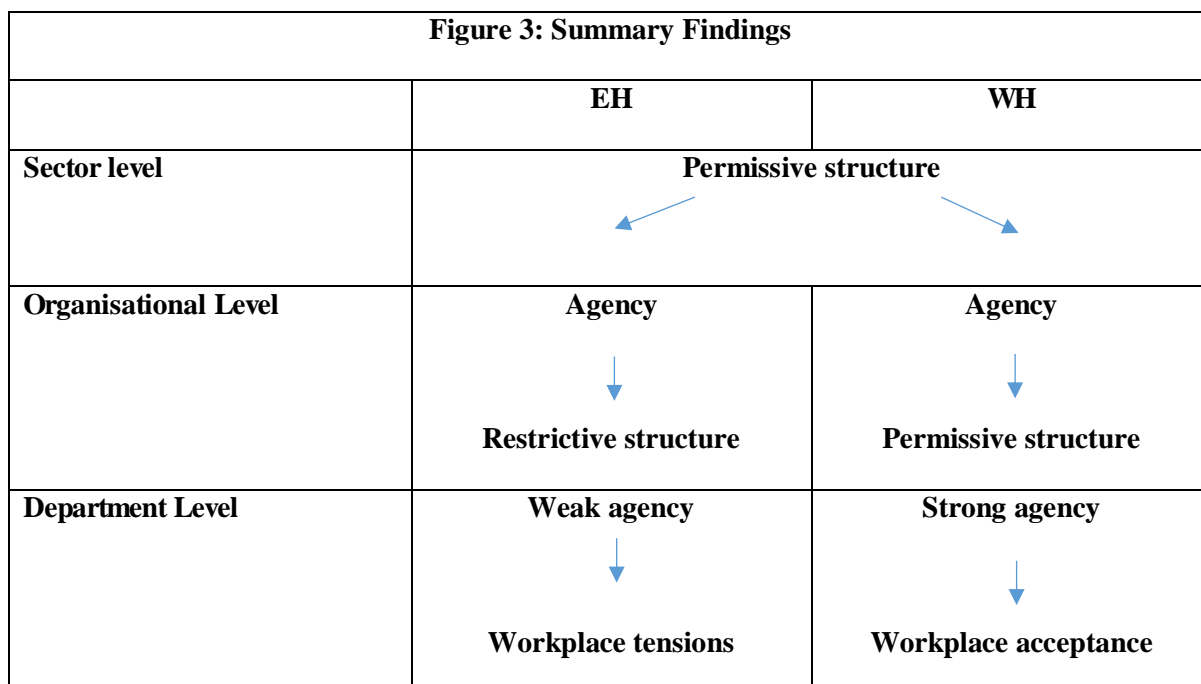 Figure 3: Summary Findings
EH WH
Sector level Permissive structure
Organisational Level Agency Agency
Restrictive structure Permissive structure
Department Level Weak agency Strong agency
Workplace tensions Workplace acceptance